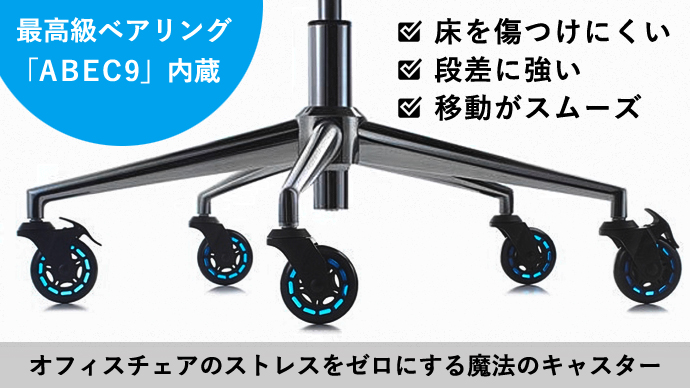 最高級ベアリング
「ABEC9」内蔵
床を傷つけにくい
段差に強い
移動がスムーズ
オフィスチェアのストレスをゼロにする魔法のキャスター